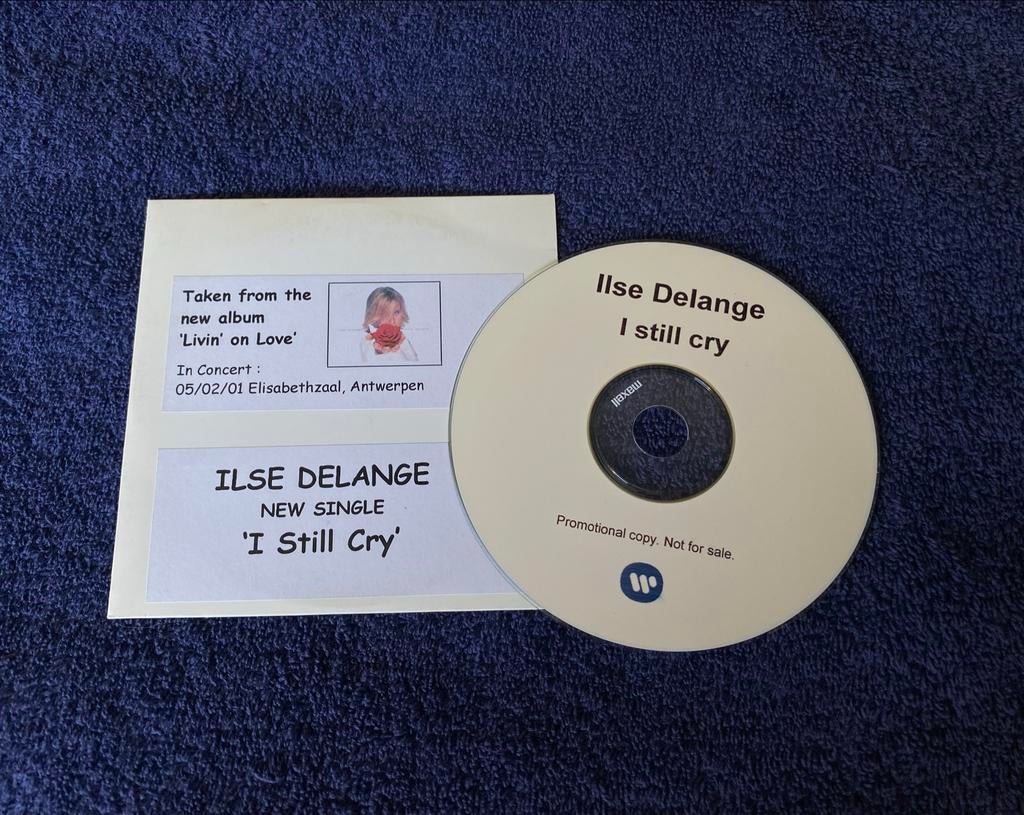 Taken from the
new album
'Livin' on Love'
In Concert :
05/02/01 Elisabethzaal, Antwerpen
ILSE DELANGE
NEW SINGLE
'I Still Cry'
Ilse Delange
I still cry
maxell
Promotional copy. Not for sale.